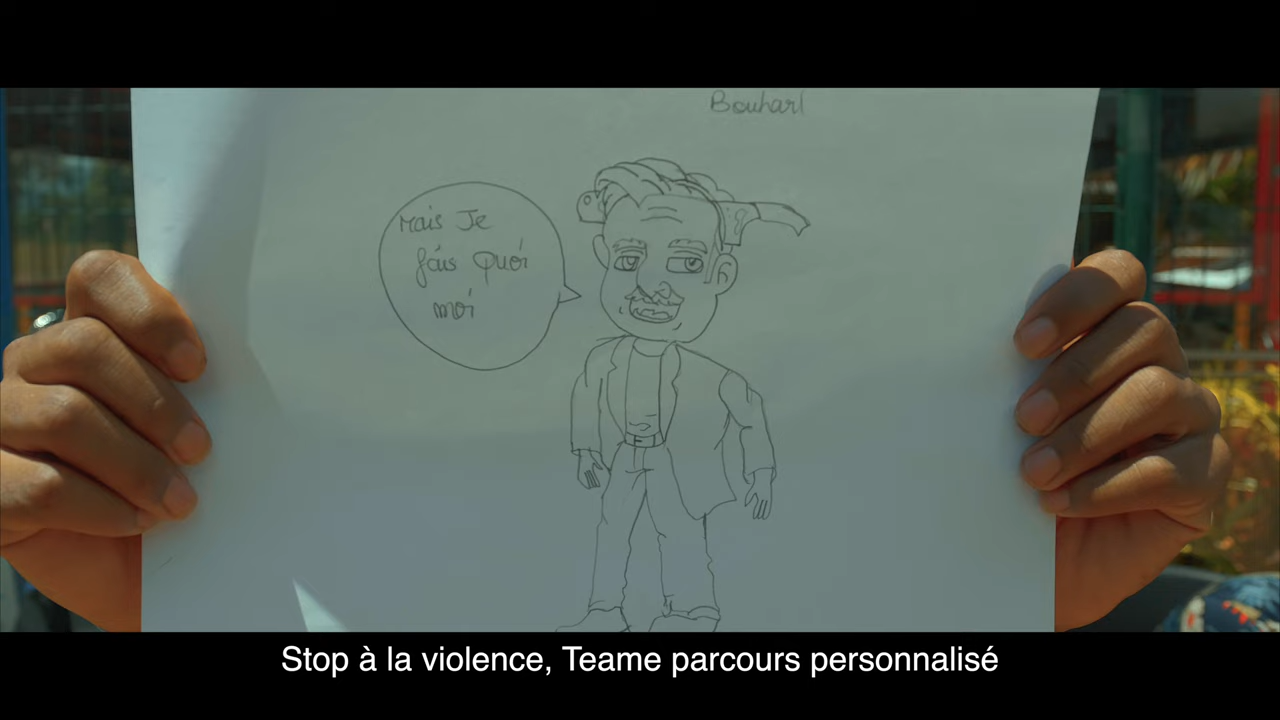 Bouharl
Mais Je
fais Quoi
moi
Stop à la violence, Teame parcours personnalisé